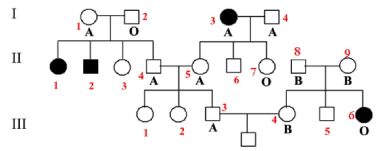 I 1 2 3 4
A O A A
II 8 9
1 2 3 4 5 6 7
A A O B B
III 1 2 3 4 5 6
A B O